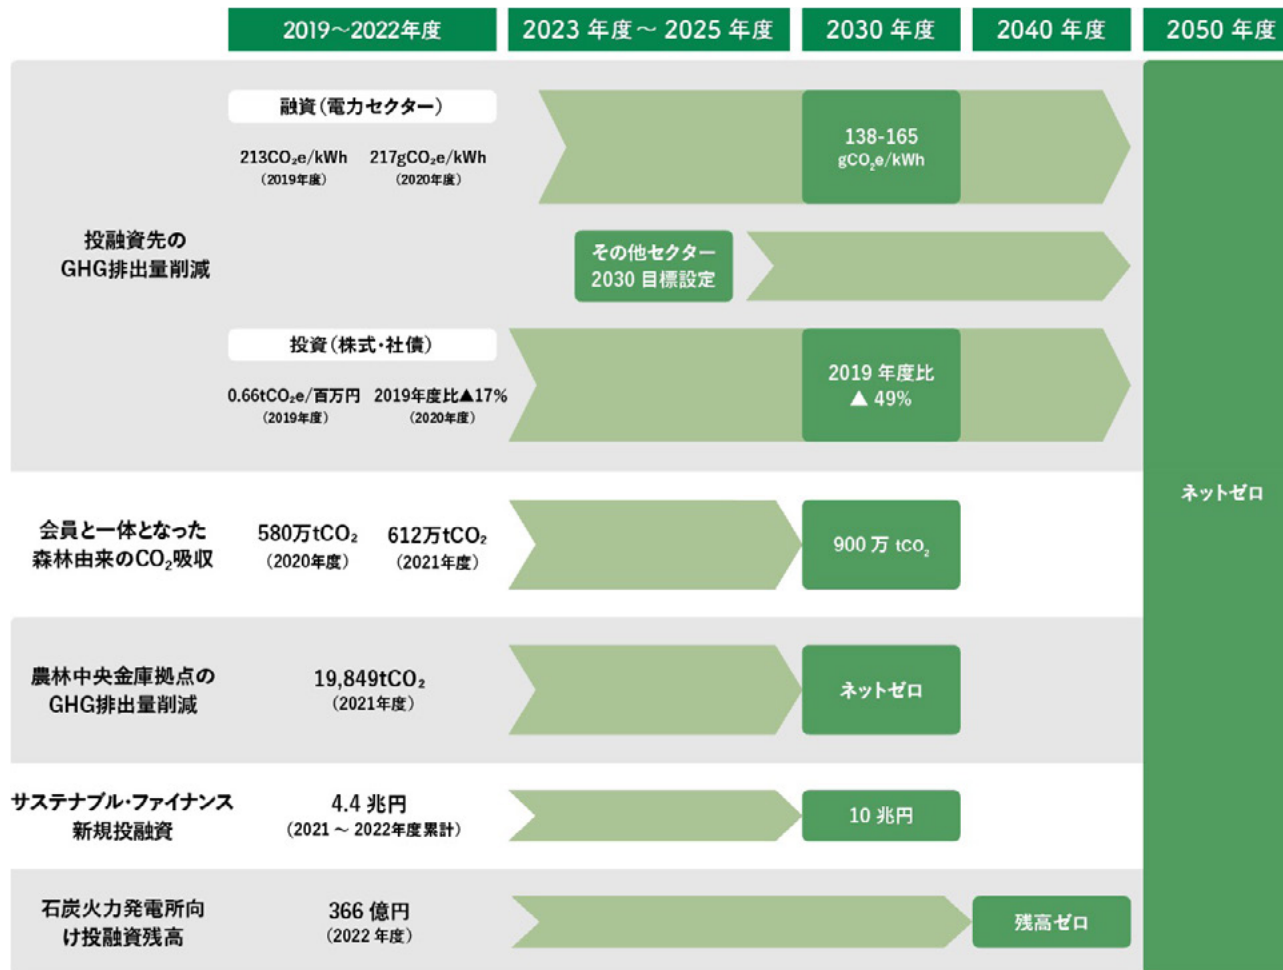 2019～2022年度
2023 年度～ 2025 年度
2030 年度
2040 年度
2050 年度
投融資先の
GHG排出量削減
融資（電力セクター）
213CO₂e/kWh
（2019年度）
217gCO₂e/kWh
（2020年度）
138-165
gCO₂e/kWh
その他セクター
2030 目標設定
投資（株式・社債）
0.66tCO₂e/百万円
（2019年度）
2019年度比▲17%
（2020年度）
2019 年度比
▲ 49%
ネットゼロ
会員と一体となった
森林由来のCO₂吸収
580万tCO₂
（2020年度）
612万tCO₂
（2021年度）
900 万 tCO₂
農林中央金庫拠点の
GHG排出量削減
19,849tCO₂
（2021年度）
ネットゼロ
サステナブル・ファイナンス
新規投融資
4.4 兆円
（2021 ～ 2022年度累計）
10 兆円
石炭火力発電所向
け投融資残高
366 億円
（2022 年度）
残高ゼロ